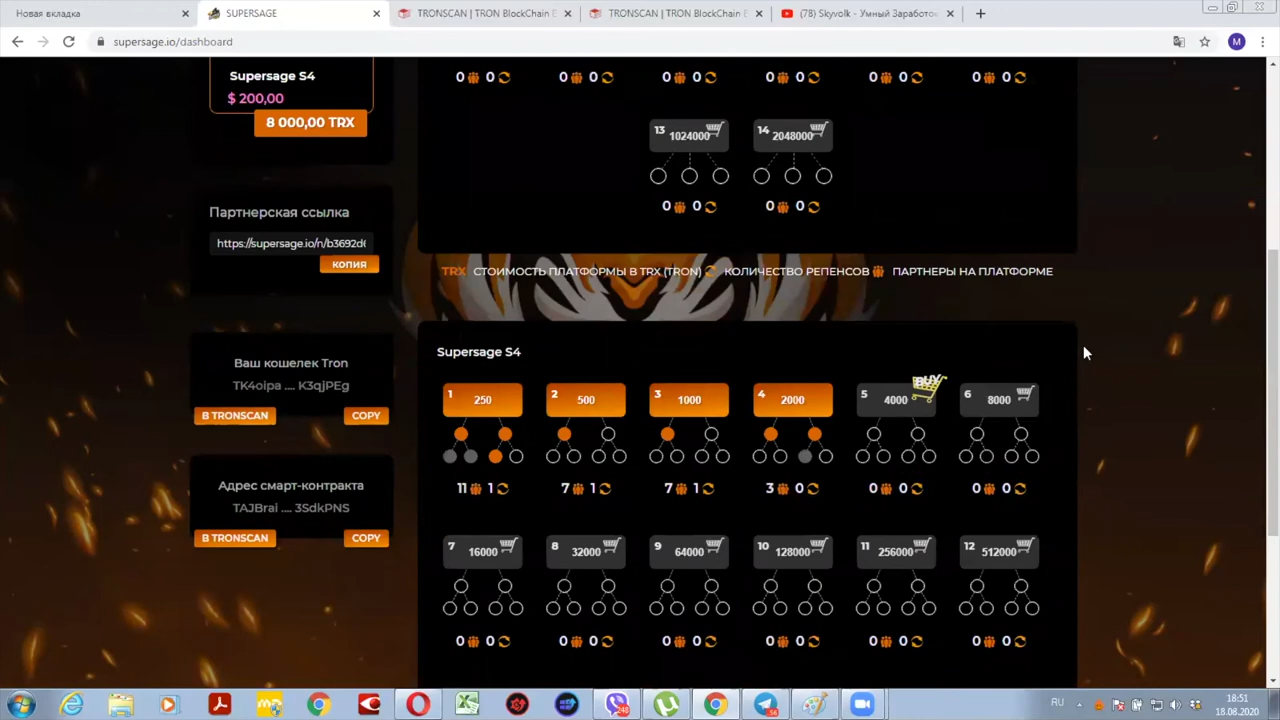 Новая вкладка
SUPERSAGE
TRONSCAN | TRON BlockChain E
TRONSCAN | TRON BlockChain E
(78) Skyvolk - Умный Заработо
supersage.io/dashboard
M
Supersage S4
$ 200,00
8 000,00 TRX
0 0
0 0
0 0
0 0
0 0
0 0
13 1024000
14 2048000
0 0
0 0
Партнерская ссылка
https://supersage.io/n/b3692d
копия
TRX СТОИМОСТЬ ПЛАТФОРМЫ В TRX (TRON) КОЛИЧЕСТВО РЕПЕНСОВ ПАРТНЕРЫ НА ПЛАТФОРМЕ
Ваш кошелек Tron
TK4oipa .... K3qjPEg
В TRONSCAN
COPY
Адрес смарт-контракта
TAJBrai .... 3SdkPNS
В TRONSCAN
COPY
Supersage S4
1 250
2 500
3 1000
4 2000
5 4000
BUY
6 8000
11 1
7 1
7 1
3 0
0 0
0 0
7 16000
8 32000
9 64000
10 128000
11 256000
12 512000
0 0
0 0
0 0
0 0
0 0
0 0
RU
18:51
18.08.2020